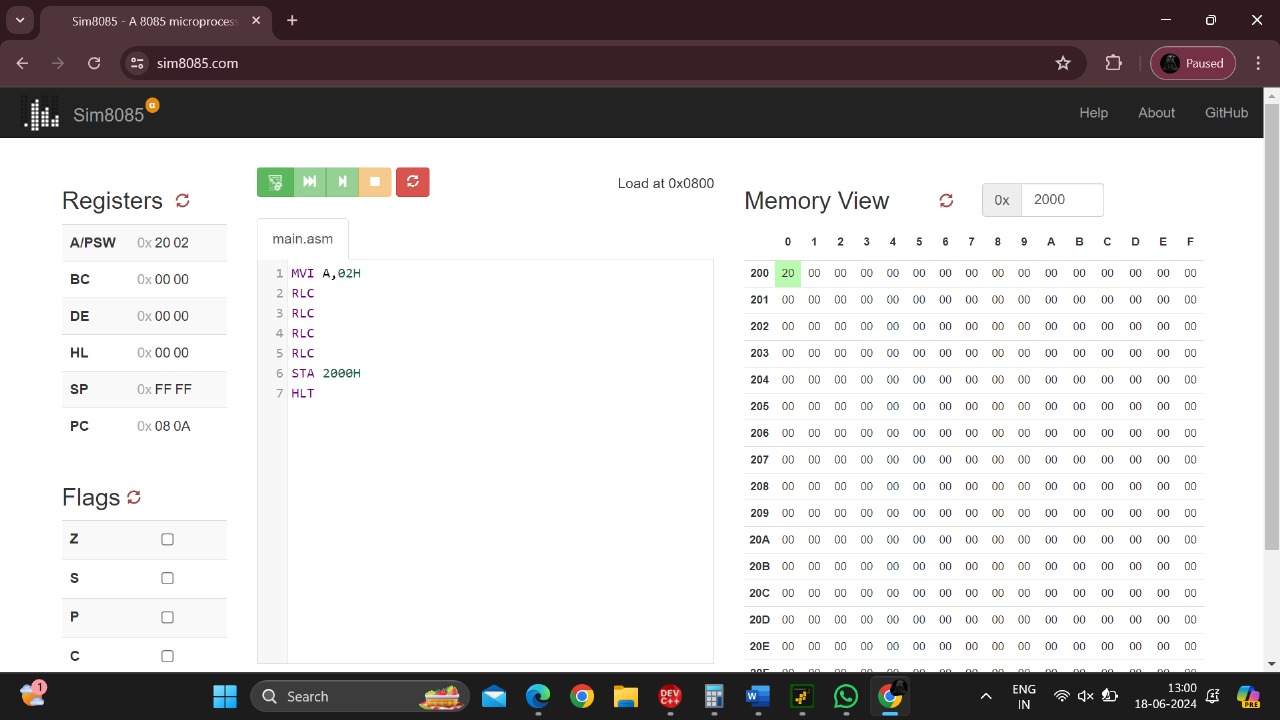 Sim8085 - A 8085 microproces
sim8085.com
Paused
Sim8085 α
Help About GitHub
Registers
A/PSW 0x 20 02
BC 0x 00 00
DE 0x 00 00
HL 0x 00 00
SP 0x FF FF
PC 0x 08 0A
Flags
Z
S
P
C
Load at 0x0800
main.asm
1 MVI A,02H
2 RLC
3 RLC
4 RLC
5 RLC
6 STA 2000H
7 HLT
Memory View 0x 2000
0 1 2 3 4 5 6 7 8 9 A B C D E F
200 20 00 00 00 00 00 00 00 00 00 00 00 00 00 00 00
201 00 00 00 00 00 00 00 00 00 00 00 00 00 00 00 00
202 00 00 00 00 00 00 00 00 00 00 00 00 00 00 00 00
203 00 00 00 00 00 00 00 00 00 00 00 00 00 00 00 00
204 00 00 00 00 00 00 00 00 00 00 00 00 00 00 00 00
205 00 00 00 00 00 00 00 00 00 00 00 00 00 00 00 00
206 00 00 00 00 00 00 00 00 00 00 00 00 00 00 00 00
207 00 00 00 00 00 00 00 00 00 00 00 00 00 00 00 00
208 00 00 00 00 00 00 00 00 00 00 00 00 00 00 00 00
209 00 00 00 00 00 00 00 00 00 00 00 00 00 00 00 00
20A 00 00 00 00 00 00 00 00 00 00 00 00 00 00 00 00
20B 00 00 00 00 00 00 00 00 00 00 00 00 00 00 00 00
20C 00 00 00 00 00 00 00 00 00 00 00 00 00 00 00 00
20D 00 00 00 00 00 00 00 00 00 00 00 00 00 00 00 00
20E 00 00 00 00 00 00 00 00 00 00 00 00 00 00 00 00
1
Search
DEV C++
W
PRE
ENG
IN
13:00
18-06-2024